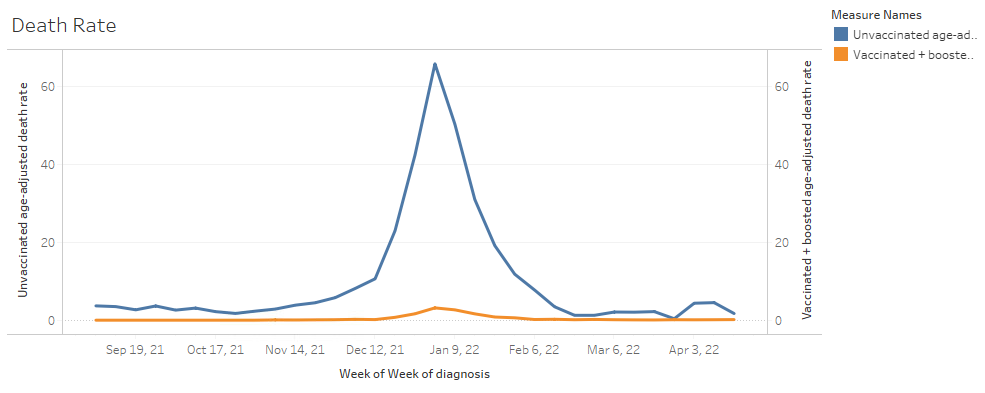 Death Rate
Measure Names
Unvaccinated age-ad..
Vaccinated + booste..
Unvaccinated age-adjusted death rate
60
40
20
0
60
40
20
0
Vaccinated + boosted age-adjusted death rate
Sep 19, 21
Oct 17, 21
Nov 14, 21
Dec 12, 21
Jan 9, 22
Feb 6, 22
Mar 6, 22
Apr 3, 22
Week of Week of diagnosis